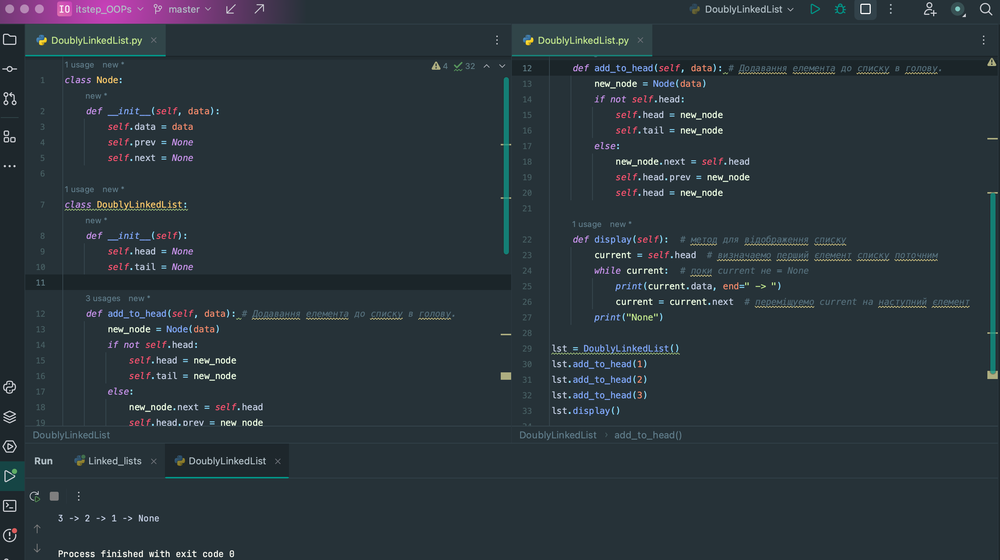 IO itstep_OOPs master DoublyLinkedList
DoublyLinkedList.py
1 usage new *
4 32
1 class Node:
new *
2 def __init__(self, data):
3 self.data = data
4 self.prev = None
5 self.next = None
6
1 usage new *
7 class DoublyLinkedList:
new *
8 def __init__(self):
9 self.head = None
10 self.tail = None
11
3 usages new *
12 def add_to_head(self, data): # Додавання елемента до списку в голову.
13 new_node = Node(data)
14 if not self.head:
15 self.head = new_node
16 self.tail = new_node
17 else:
18 new_node.next = self.head
19 self.head.prev = new_node
DoublyLinkedList
DoublyLinkedList.py
12 def add_to_head(self, data): # Додавання елемента до списку в голову.
13 new_node = Node(data)
14 if not self.head:
15 self.head = new_node
16 self.tail = new_node
17 else:
18 new_node.next = self.head
19 self.head.prev = new_node
20 self.head = new_node
21
1 usage new *
22 def display(self): # метод для відображення списку
23 current = self.head # визначаемо перший єлемент списку поточним
24 while current: # поки current не = None
25 print(current.data, end=" -> ")
26 current = current.next # переміщуемо current на наступний єлемент
27 print("None")
28
29 lst = DoublyLinkedList()
30 lst.add_to_head(1)
31 lst.add_to_head(2)
32 lst.add_to_head(3)
33 lst.display()
34
DoublyLinkedList › add_to_head()
Run Linked_lists DoublyLinkedList
3 -> 2 -> 1 -> None
Process finished with exit code 0